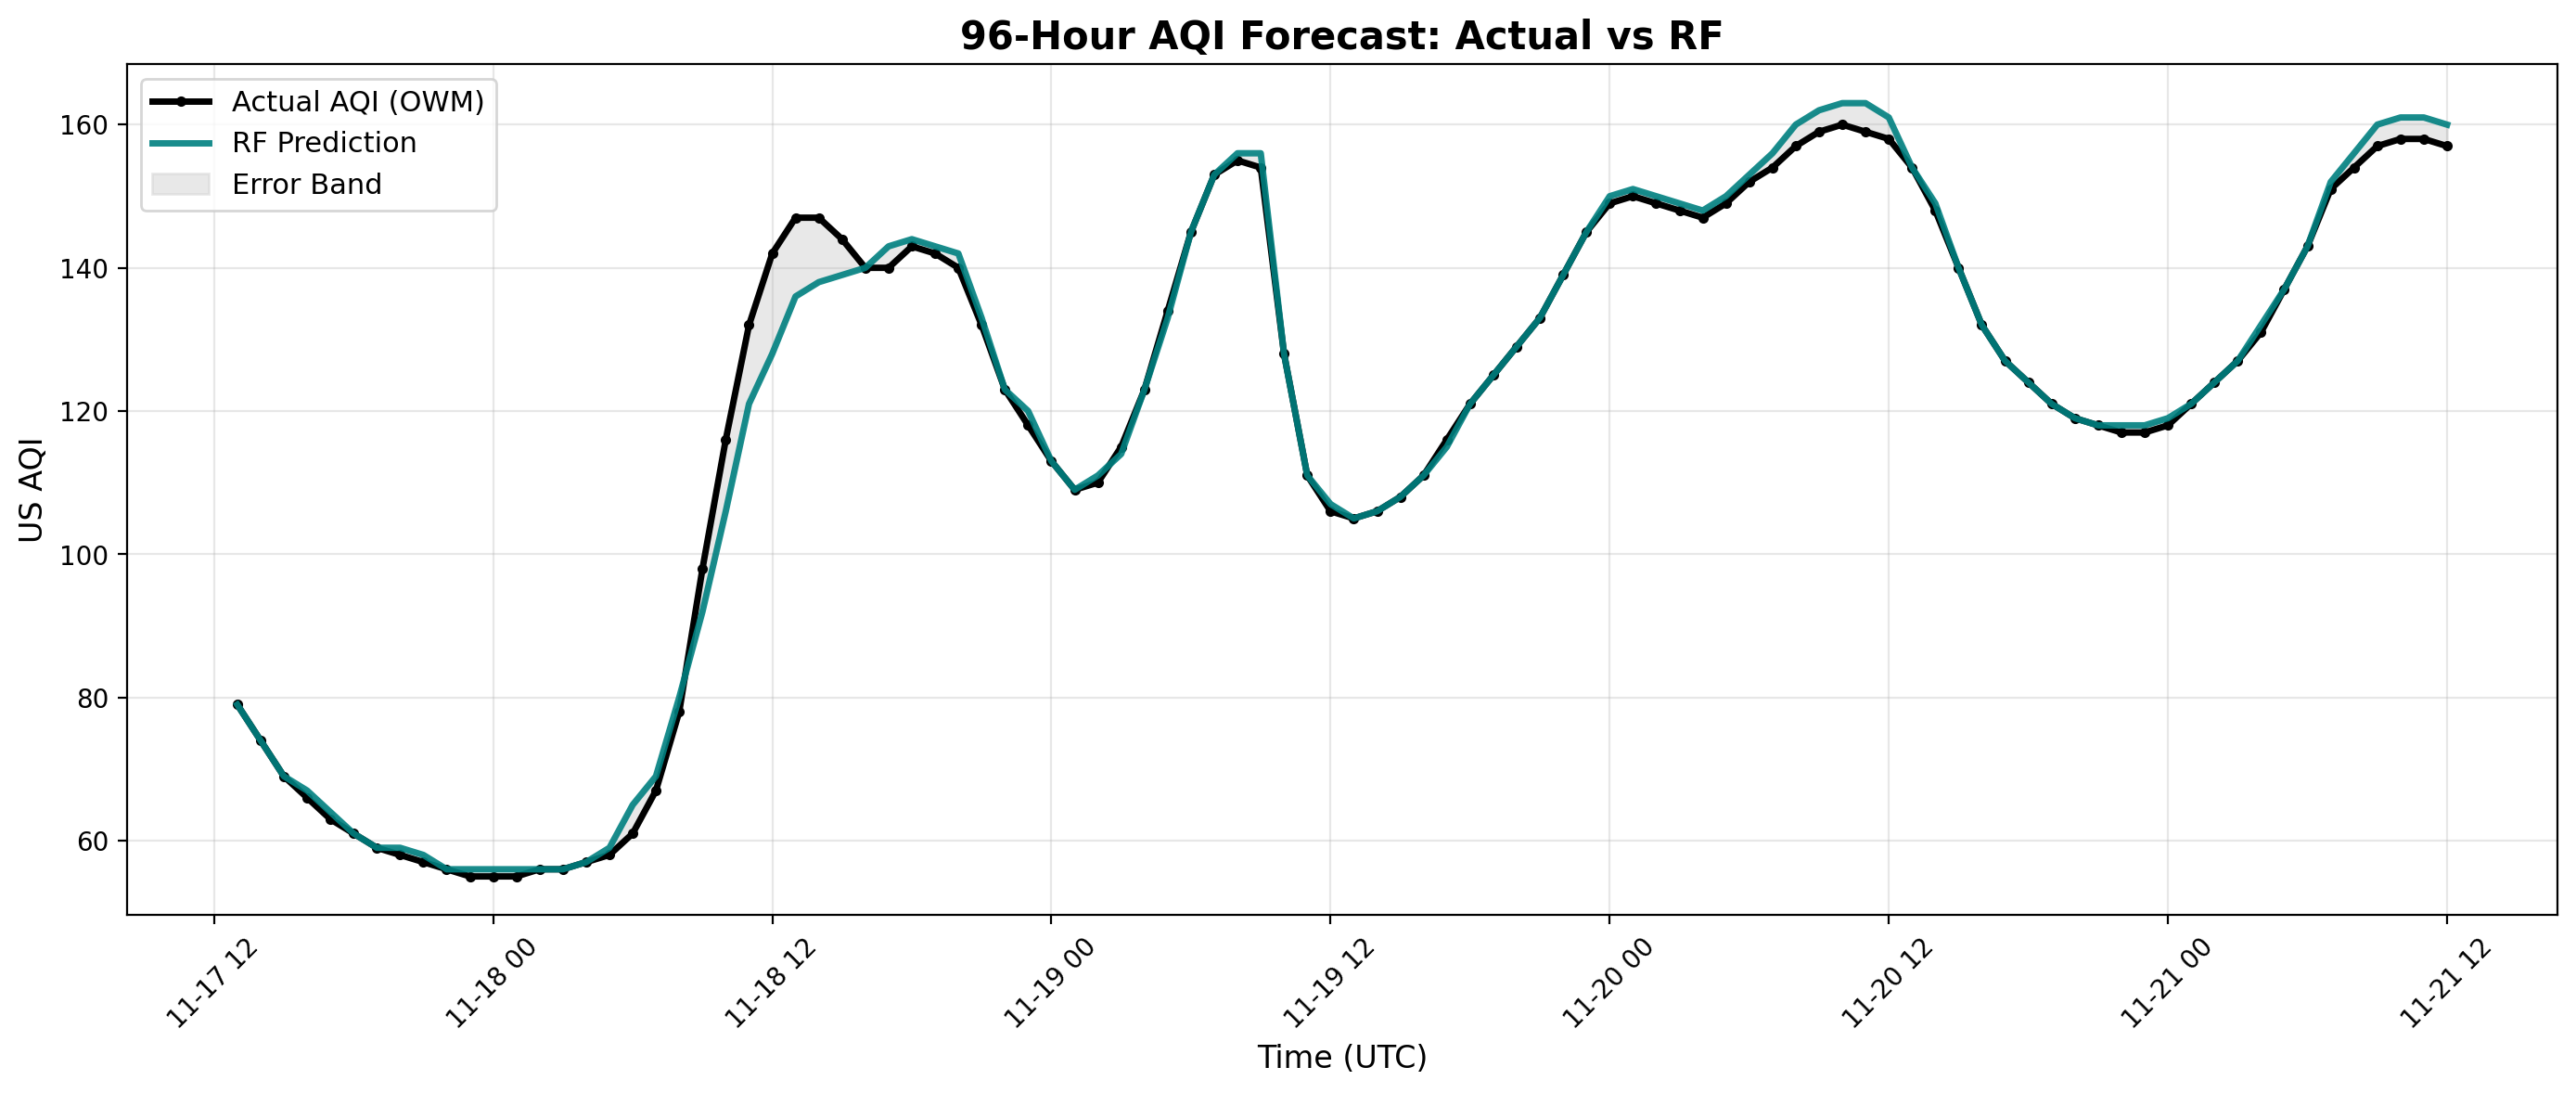 96-Hour AQI Forecast: Actual vs RF
Actual AQI (OWM)
RF Prediction
Error Band
US AQI
160
140
120
100
80
60
11-17 12
11-18 00
11-18 12
11-19 00
11-19 12
11-20 00
11-20 12
11-21 00
11-21 12
Time (UTC)